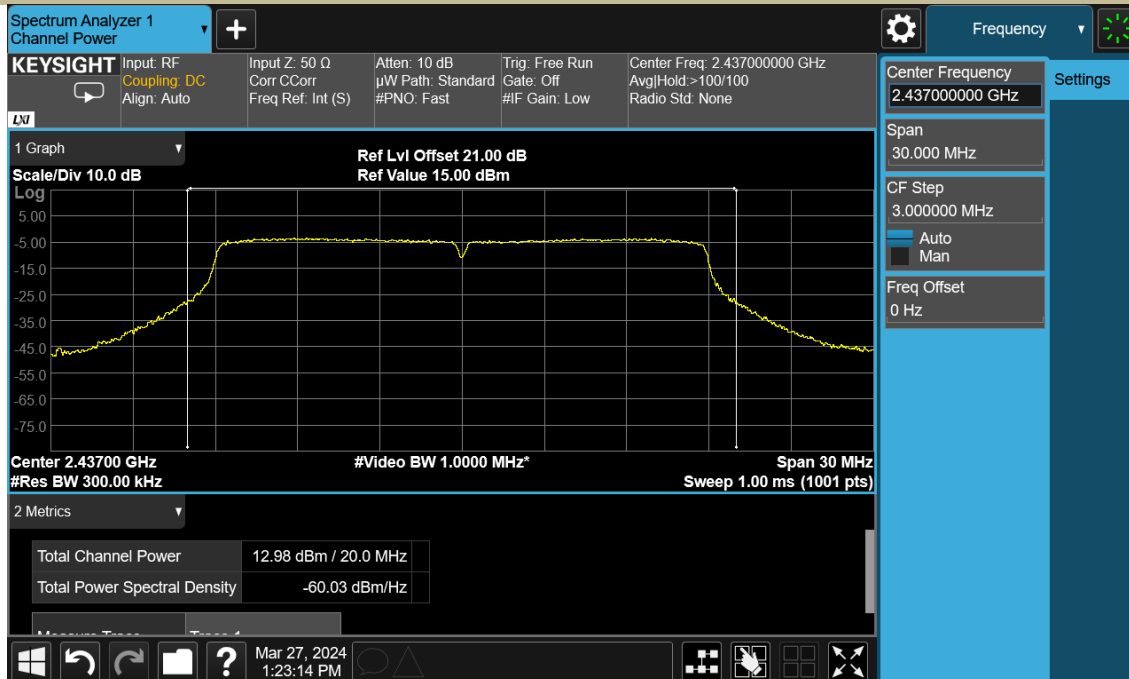 Spectrum Analyzer 1
Channel Power
+
Frequency
KEYSIGHT
LXI
Input: RF
Coupling: DC
Align: Auto
Input Z: 50 Ω
Corr CCorr
Freq Ref: Int (S)
Atten: 10 dB
µW Path: Standard
#PNO: Fast
Trig: Free Run
Gate: Off
#IF Gain: Low
Center Freq: 2.437000000 GHz
Avg|Hold:>100/100
Radio Std: None
Center Frequency
2.437000000 GHz
Settings
Span
30.000 MHz
CF Step
3.000000 MHz
Auto
Man
Freq Offset
0 Hz
1 Graph
Scale/Div 10.0 dB
Ref Lvl Offset 21.00 dB
Ref Value 15.00 dBm
Log
5.00
-5.00
-15.0
-25.0
-35.0
-45.0
-55.0
-65.0
-75.0
Center 2.43700 GHz
#Video BW 1.0000 MHz*
Span 30 MHz
#Res BW 300.00 kHz
Sweep 1.00 ms (1001 pts)
2 Metrics
Total Channel Power 12.98 dBm / 20.0 MHz
Total Power Spectral Density -60.03 dBm/Hz
Measure Trace Trace 1
?
Mar 27, 2024
1:23:14 PM